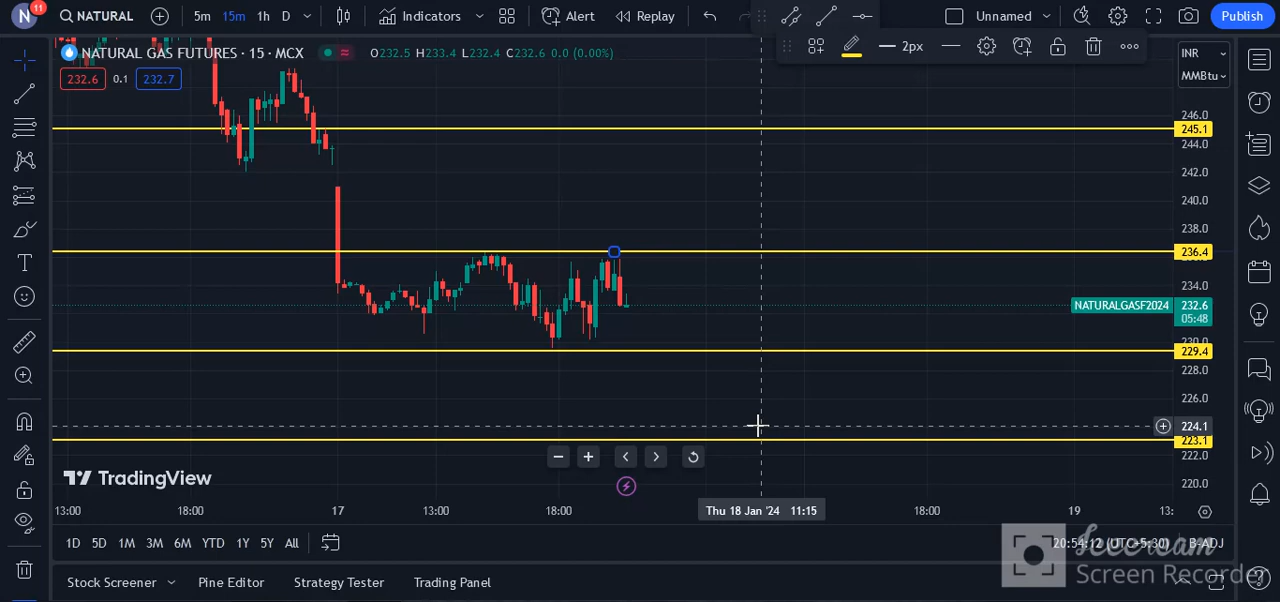 N 11 NATURAL 5m 15m 1h D Indicators Alert Replay Unnamed Publish
2px
NATURAL GAS FUTURES · 15 · MCX O232.5 H233.4 L232.4 C232.6 0.0 (0.00%)
INR
MMBtu
232.6 0.1 232.7
246.0
245.1
244.0
242.0
240.0
238.0
236.4
234.0
NATURALGASF2024 232.6
05:48
230.0
229.4
228.0
226.0
224.1
223.1
222.0
220.0
TradingView
13:00 18:00 17 13:00 18:00 Thu 18 Jan '24 11:15 18:00 19 13:
1D 5D 1M 3M 6M YTD 1Y 5Y All 20:54:12 (UTC+5:30) B-ADJ
Icecream
Screen Recorder
Stock Screener Pine Editor Strategy Tester Trading Panel